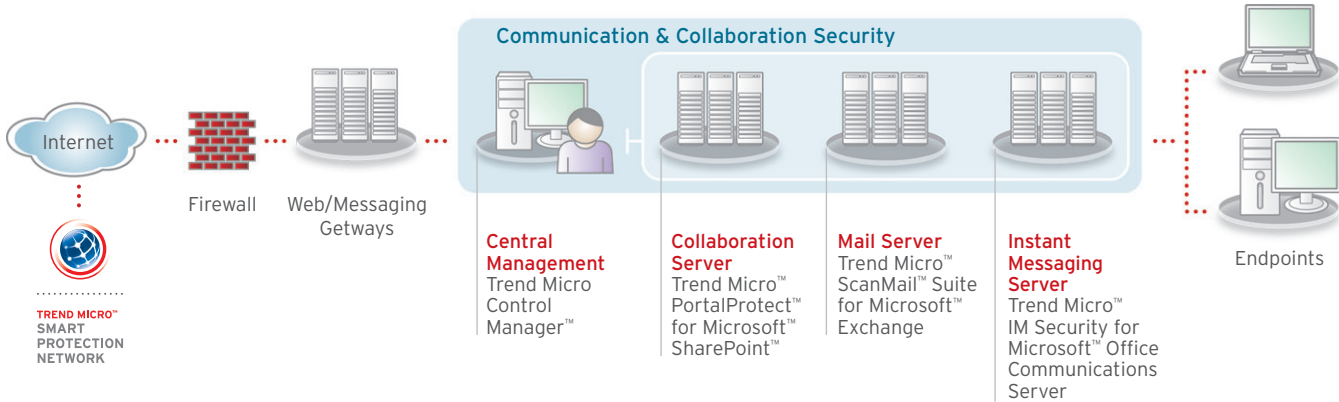 Communication & Collaboration Security
Internet
Firewall
Web/Messaging
Getways
TREND MICRO™
SMART
PROTECTION
NETWORK
Central
Management
Trend Micro
Control
Manager™
Collaboration
Server
Trend Micro™
PortalProtect™
for Microsoft™
SharePoint™
Mail Server
Trend Micro™
ScanMail™ Suite
for Microsoft™
Exchange
Instant
Messaging
Server
Trend Micro™
IM Security for
Microsoft™ Office
Communications
Server
Endpoints